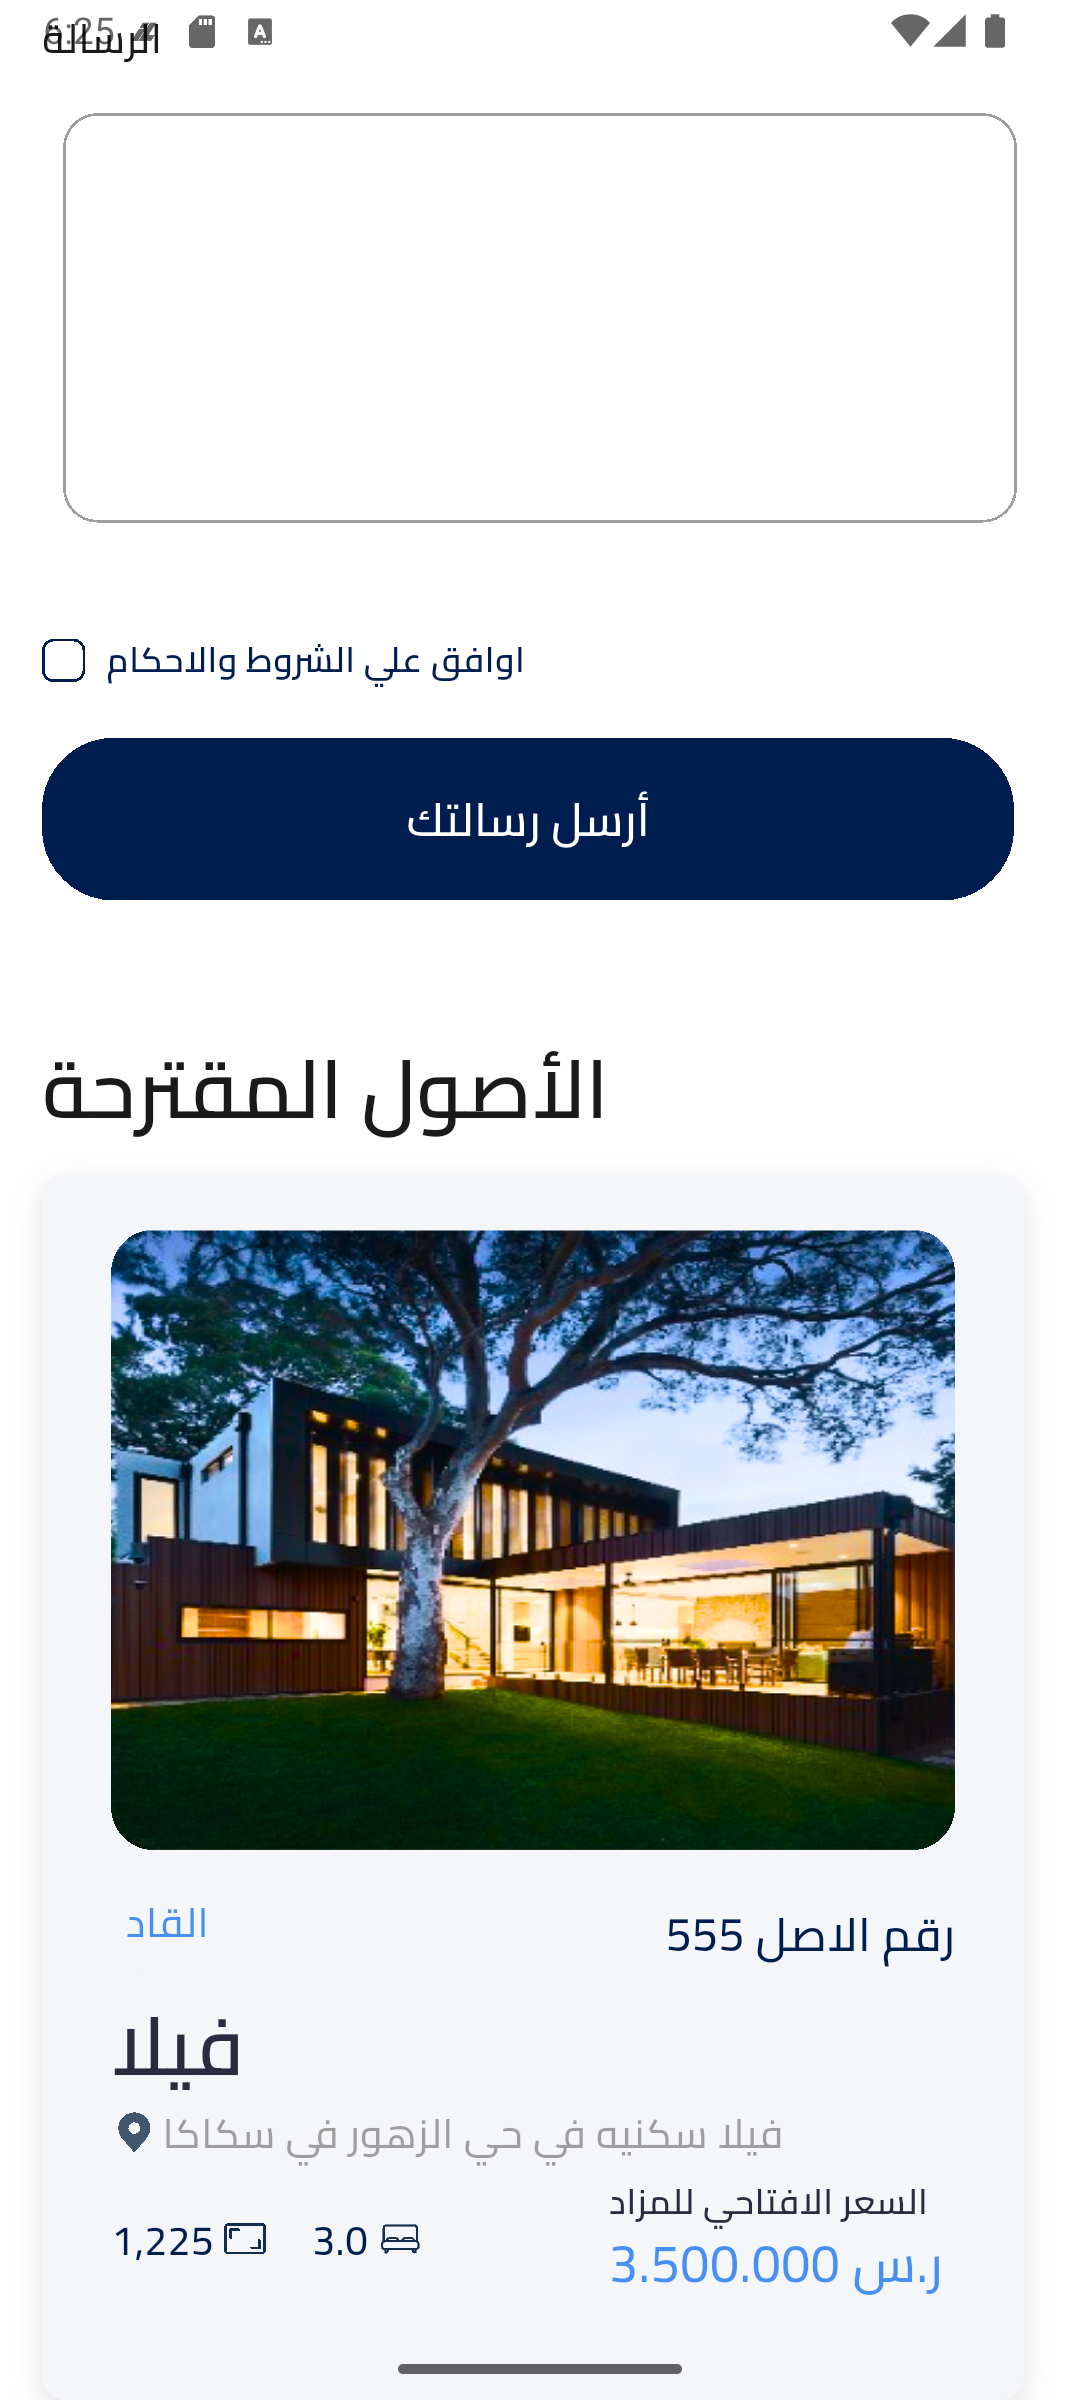 6:25
الرسالة
اوافق علي الشروط والاحكام
أرسل رسالتك
الأصول المقترحة
رقم الاصل 555
القاد
فيلا
فيلا سكنيه في حي الزهور في سكاكا
السعر الافتاحي للمزاد
3.500.000 ر.س
1,225
3.0